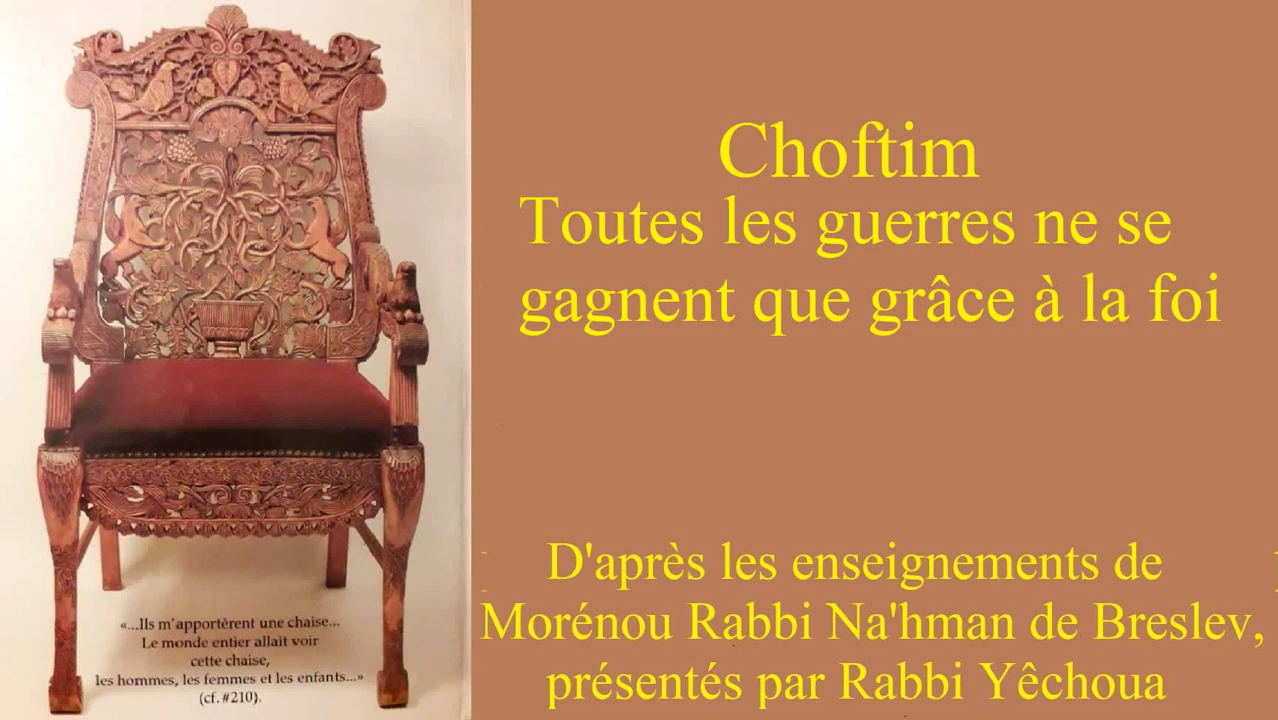 «...Ils m'apportèrent une chaise...
Le monde entier allait voir
cette chaise,
les hommes, les femmes et les enfants...»
(cf. #210).
Choftim
Toutes les guerres ne se
gagnent que grâce à la foi
D'après les enseignements de
Morénou Rabbi Na'hman de Breslev,
présentés par Rabbi Yêchoua